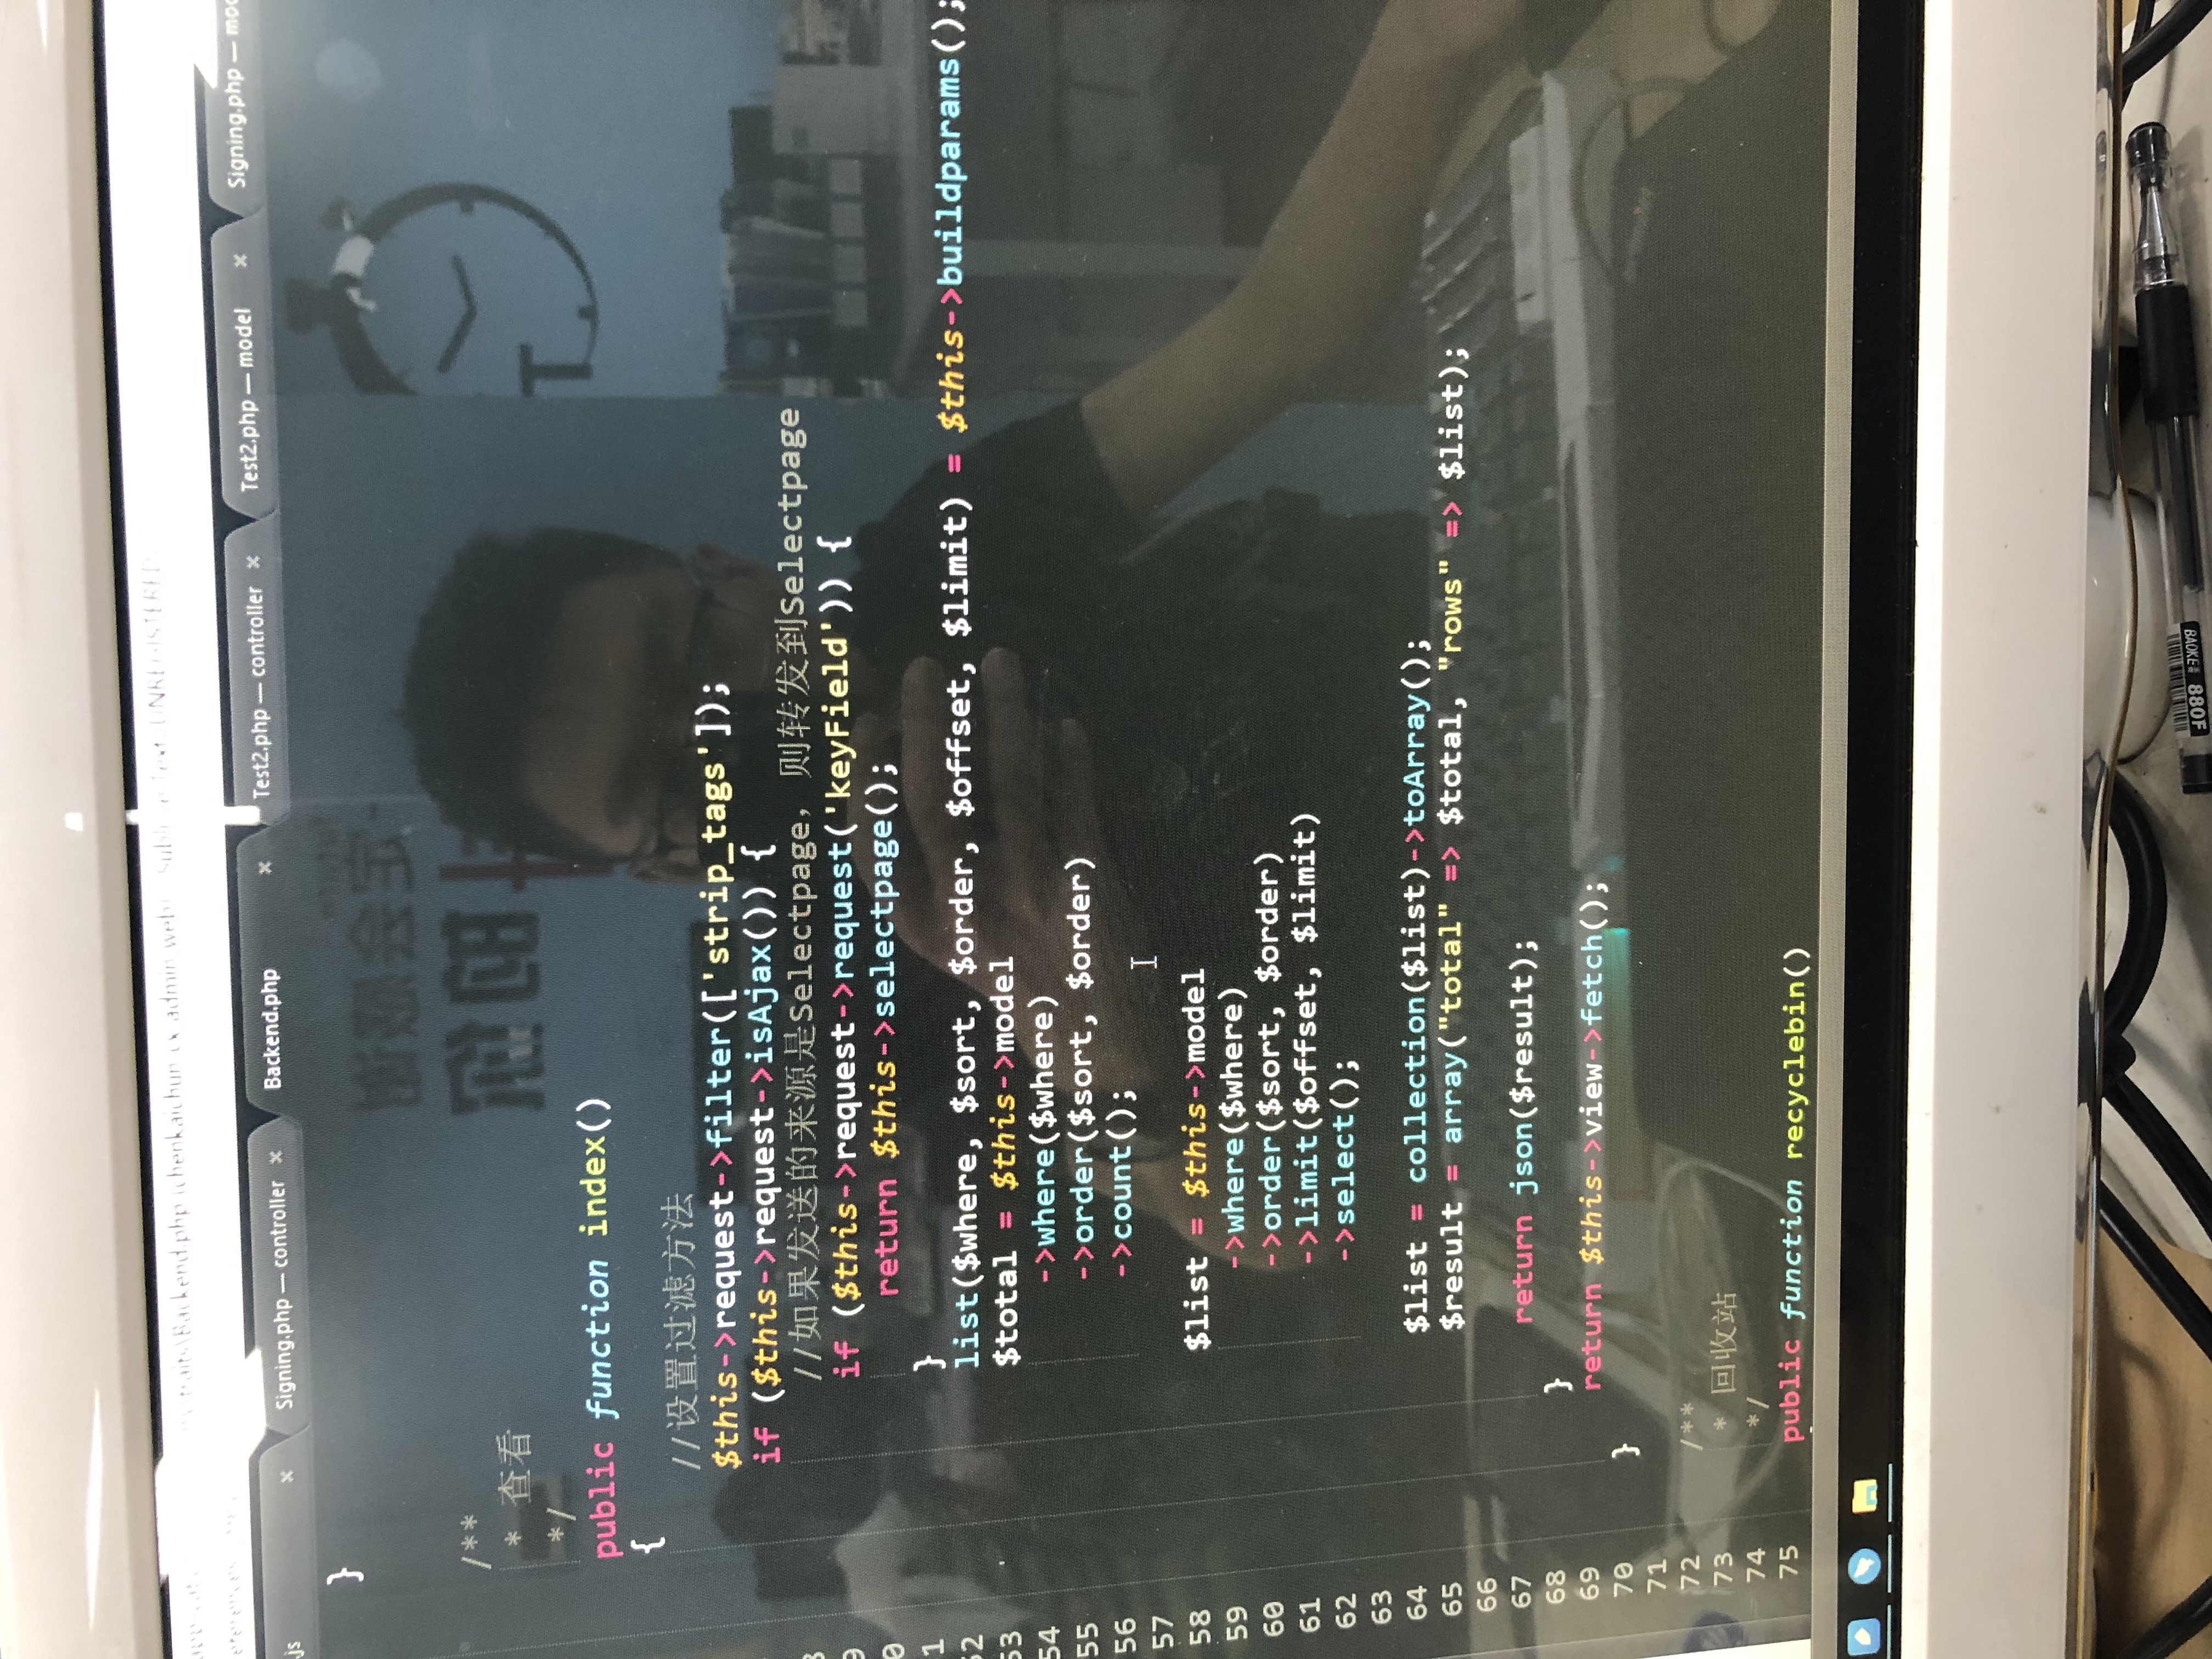 \traits\Backend.php (chenkaichun-cx-admin-web) - Sublime Text (UNREGISTERED)
.js × Signing.php — controller × Backend.php × Test2.php — controller × Test2.php — model × Signing.php —
}
/**
* 查看
*/
public function index()
{
//设置过滤方法
$this->request->filter(['strip_tags']);
if ($this->request->isAjax()) {
//如果发送的来源是Selectpage，则转发到Selectpage
if ($this->request->request('keyField')) {
return $this->selectpage();
}
52 list($where, $sort, $order, $offset, $limit) = $this->buildparams();
53 $total = $this->model
54 ->where($where)
55 ->order($sort, $order)
56 ->count();
57
58 $list = $this->model
59 ->where($where)
60 ->order($sort, $order)
61 ->limit($offset, $limit)
62 ->select();
63
64 $list = collection($list)->toArray();
65 $result = array("total" => $total, "rows" => $list);
66
67 return json($result);
68 }
69 return $this->view->fetch();
70 }
71
72 /**
73 * 回收站
74 */
75 public function recyclebin()
定会感谢
的你
BAOKE 880F